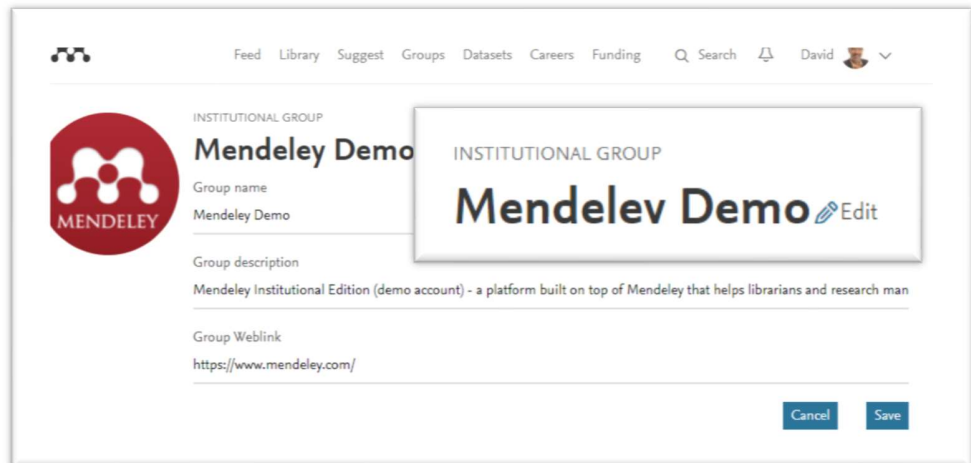 Feed Library Suggest Groups Datasets Careers Funding Search David
INSTITUTIONAL GROUP
Mendeley Demo
Group name
Mendeley Demo
MENDELEY
INSTITUTIONAL GROUP
Mendelev Demo Edit
Group description
Mendeley Institutional Edition (demo account) - a platform built on top of Mendeley that helps librarians and research man
Group Weblink
https://www.mendeley.com/
Cancel Save